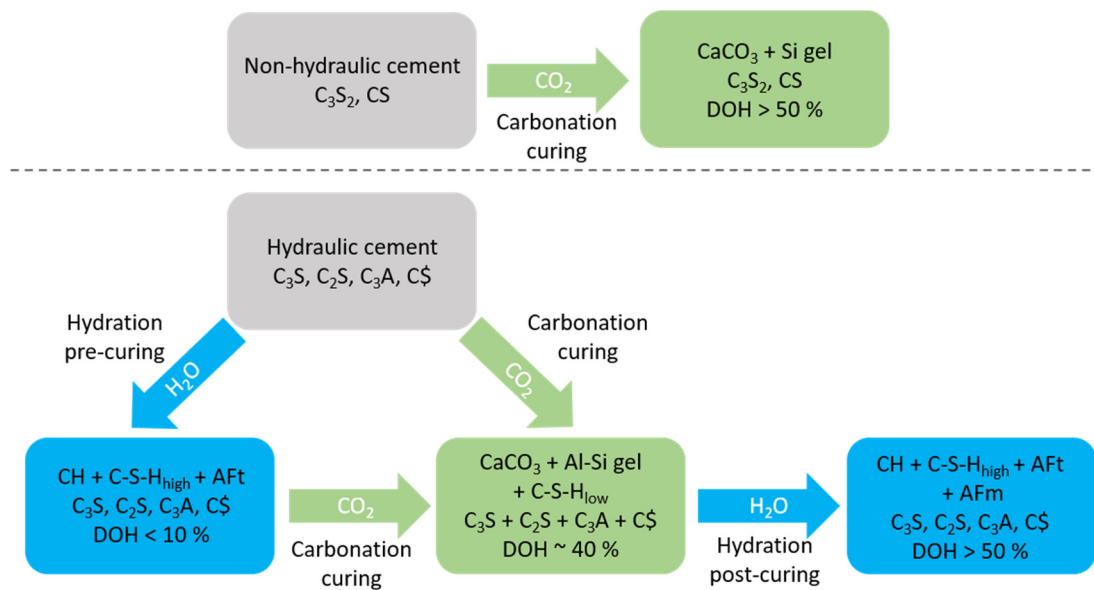 Non-hydraulic cement
C₃S₂, CS
CO₂
Carbonation
curing
CaCO₃ + Si gel
C₃S₂, CS
DOH > 50 %
Hydraulic cement
C₃S, C₂S, C₃A, C$
Hydration
pre-curing
H₂O
Carbonation
curing
CO₂
CH + C-S-H_high + AFt
C₃S, C₂S, C₃A, C$
DOH < 10 %
CO₂
Carbonation
curing
CaCO₃ + Al-Si gel
+ C-S-H_low
C₃S + C₂S + C₃A + C$
DOH ~ 40 %
H₂O
Hydration
post-curing
CH + C-S-H_high + AFt
+ AFm
C₃S, C₂S, C₃A, C$
DOH > 50 %